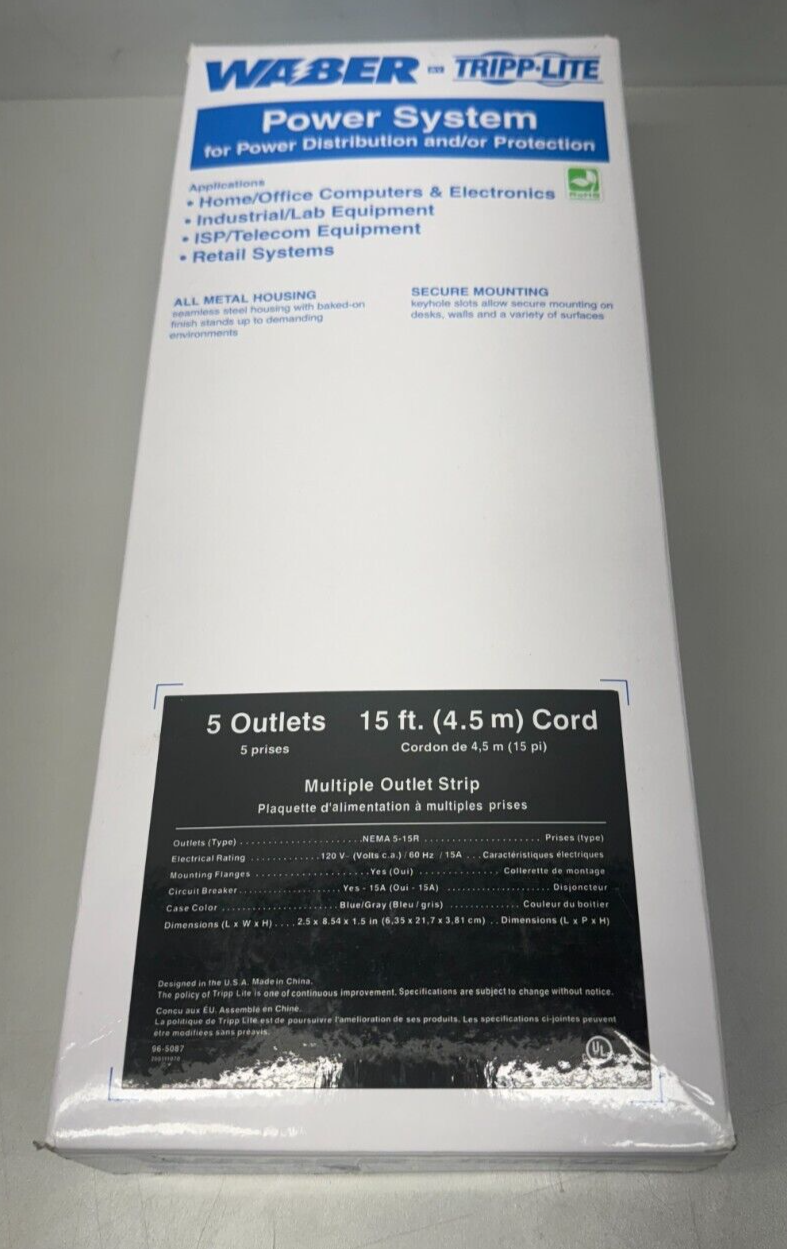 WABER - TRIPP·LITE
Power System
for Power Distribution and/or Protection
Applications
• Home/Office Computers & Electronics
• Industrial/Lab Equipment
• ISP/Telecom Equipment
• Retail Systems
RoHS
ALL METAL HOUSING
seamless steel housing with baked-on
finish stands up to demanding
environments
SECURE MOUNTING
keyhole slots allow secure mounting on
desks, walls and a variety of surfaces
5 Outlets 15 ft. (4.5 m) Cord
5 prises Cordon de 4,5 m (15 pi)
Multiple Outlet Strip
Plaquette d'alimentation à multiples prises
Outlets (Type) ..................... NEMA 5-15R ..................... Prises (type)
Electrical Rating ............. 120 V~ (Volts c.a.) / 60 Hz / 15A ... Caractéristiques électriques
Mounting Flanges ..................... Yes (Oui) .............. Collerette de montage
Circuit Breaker................... Yes - 15A (Oui - 15A) ................... Disjoncteur
Case Color ..................... Blue/Gray (Bleu / gris) ............. Couleur du boîtier
Dimensions (L x W x H) .... 2.5 x 8.54 x 1.5 in (6,35 x 21,7 x 3,81 cm) .. Dimensions (L x P x H)
Designed in the U.S.A. Made in China.
The policy of Tripp Lite is one of continuous improvement. Specifications are subject to change without notice.
Concu aux ÉU. Assemblé en Chine.
La politique de Tripp Lite est de poursuivre l'amélioration de ses produits. Les spécifications ci-jointes peuvent
être modifiées sans préavis.
96-5087
UL